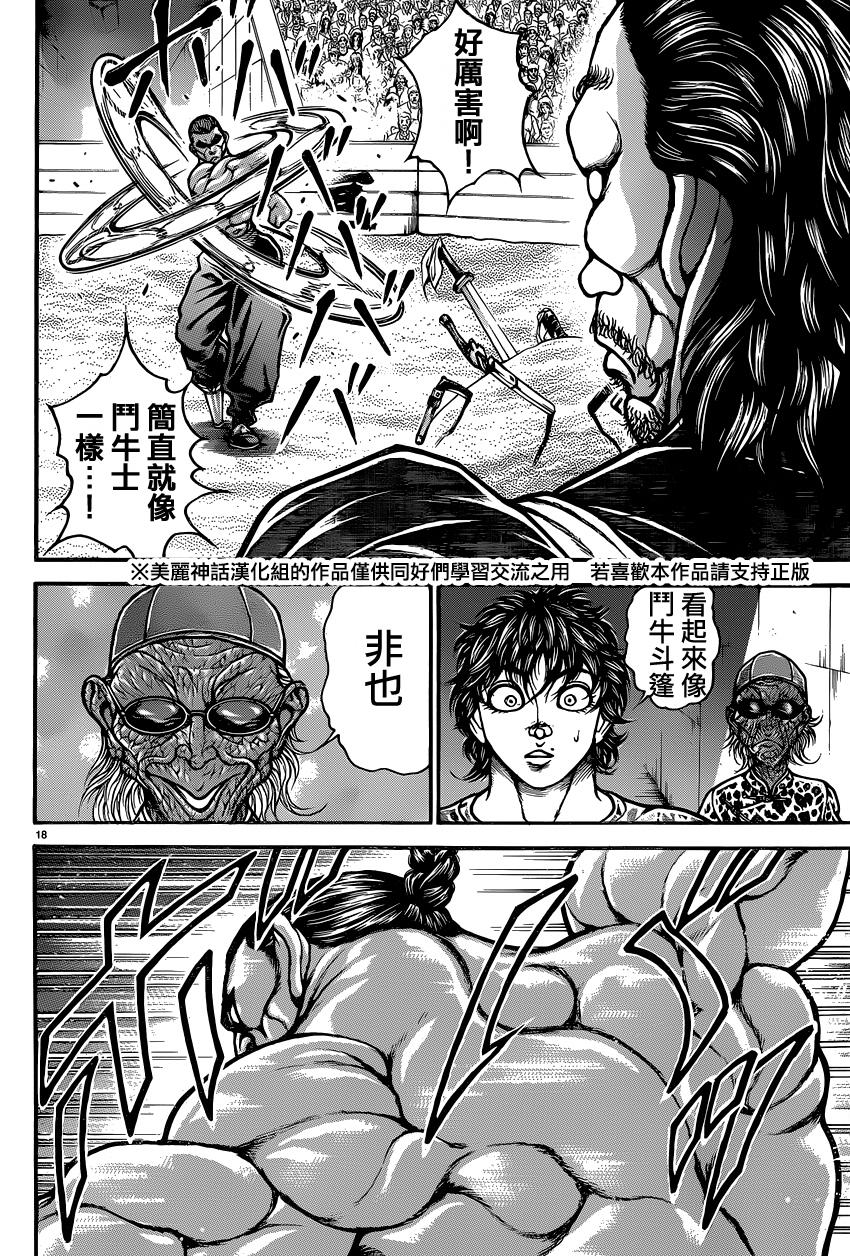 好厲害啊！
簡直就像
鬥牛士
一樣…！
※美麗神話漢化組的作品僅供同好們學習交流之用　若喜歡本作品請支持正版
看起來像
鬥牛斗篷
非也
18